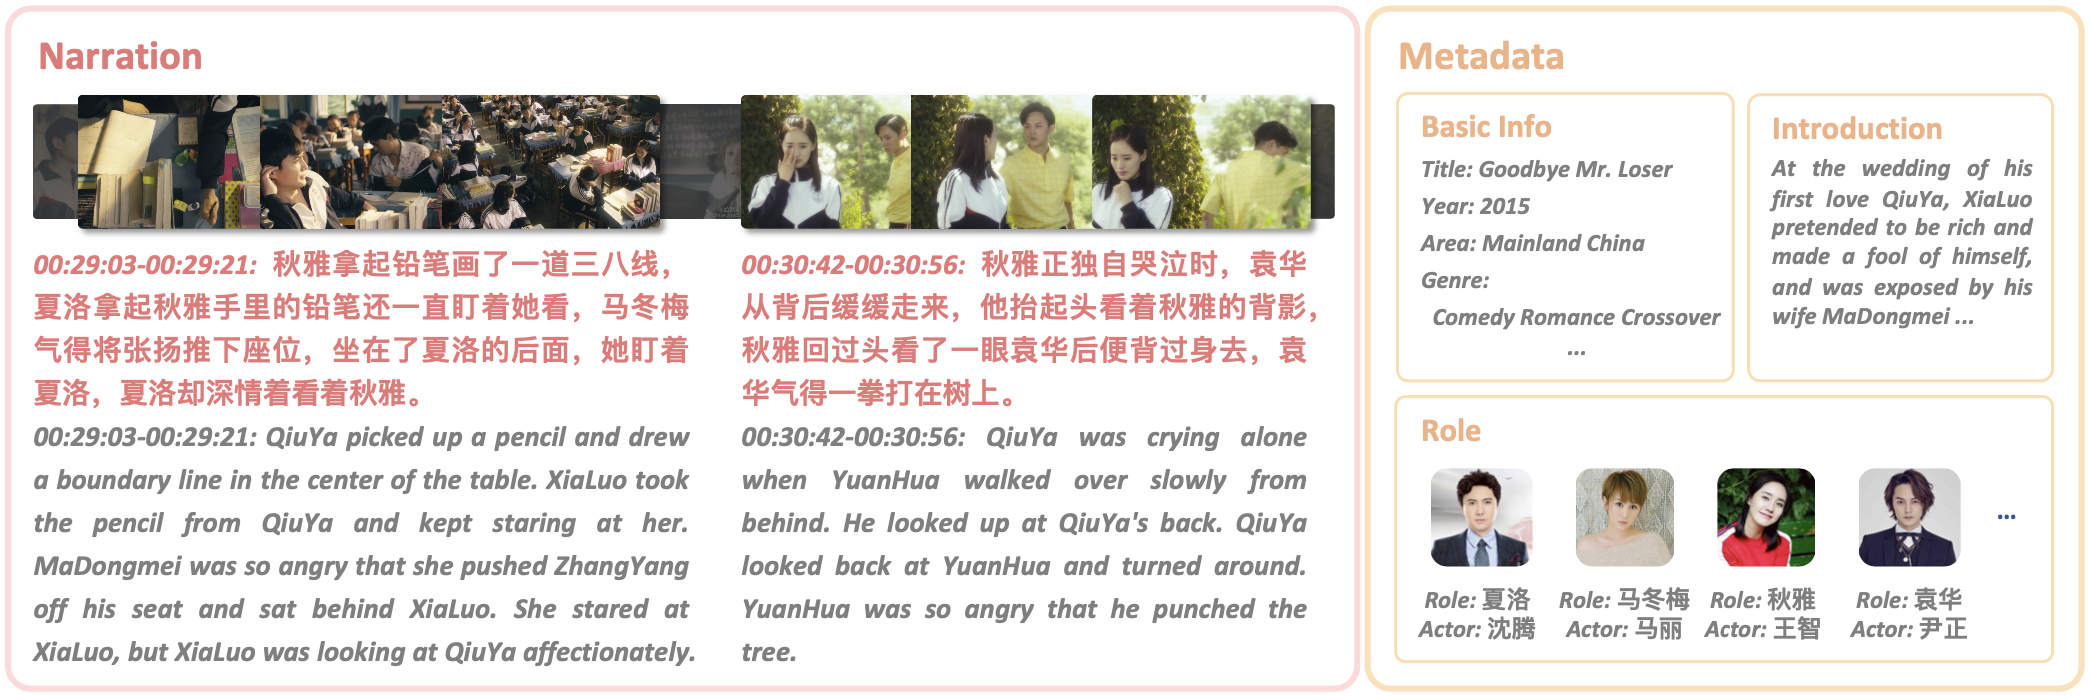 Narration
00:29:03-00:29:21: 秋雅拿起铅笔画了一道三八线，
夏洛拿起秋雅手里的铅笔还一直盯着她看，马冬梅
气得将张扬推下座位，坐在了夏洛的后面，她盯着
夏洛，夏洛却深情着看着秋雅。
00:29:03-00:29:21: QiuYa picked up a pencil and drew
a boundary line in the center of the table. XiaLuo took
the pencil from QiuYa and kept staring at her.
MaDongmei was so angry that she pushed ZhangYang
off his seat and sat behind XiaLuo. She stared at
XiaLuo, but XiaLuo was looking at QiuYa affectionately.
00:30:42-00:30:56: 秋雅正独自哭泣时，袁华
从背后缓缓走来，他抬起头看着秋雅的背影，
秋雅回过头看了一眼袁华后便背过身去，袁
华气得一拳打在树上。
00:30:42-00:30:56: QiuYa was crying alone
when YuanHua walked over slowly from
behind. He looked up at QiuYa's back. QiuYa
looked back at YuanHua and turned around.
YuanHua was so angry that he punched the
tree.
Metadata
Basic Info
Title: Goodbye Mr. Loser
Year: 2015
Area: Mainland China
Genre:
Comedy Romance Crossover
...
Introduction
At the wedding of his
first love QiuYa, XiaLuo
pretended to be rich and
made a fool of himself,
and was exposed by his
wife MaDongmei ...
Role
...
Role: 夏洛
Actor: 沈腾
Role: 马冬梅
Actor: 马丽
Role: 秋雅
Actor: 王智
Role: 袁华
Actor: 尹正